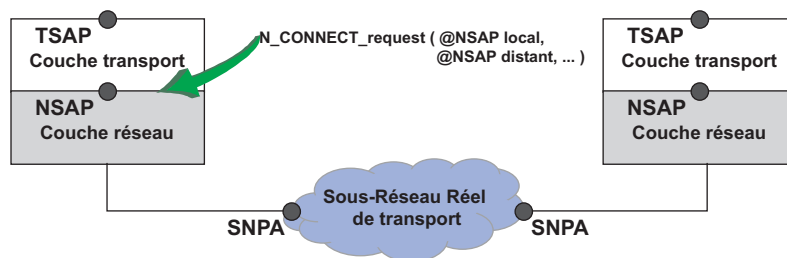 TSAP
Couche transport
NSAP
Couche réseau
N_CONNECT_request ( @NSAP local,
@NSAP distant, ... )
TSAP
Couche transport
NSAP
Couche réseau
Sous-Réseau Réel
de transport
SNPA
SNPA